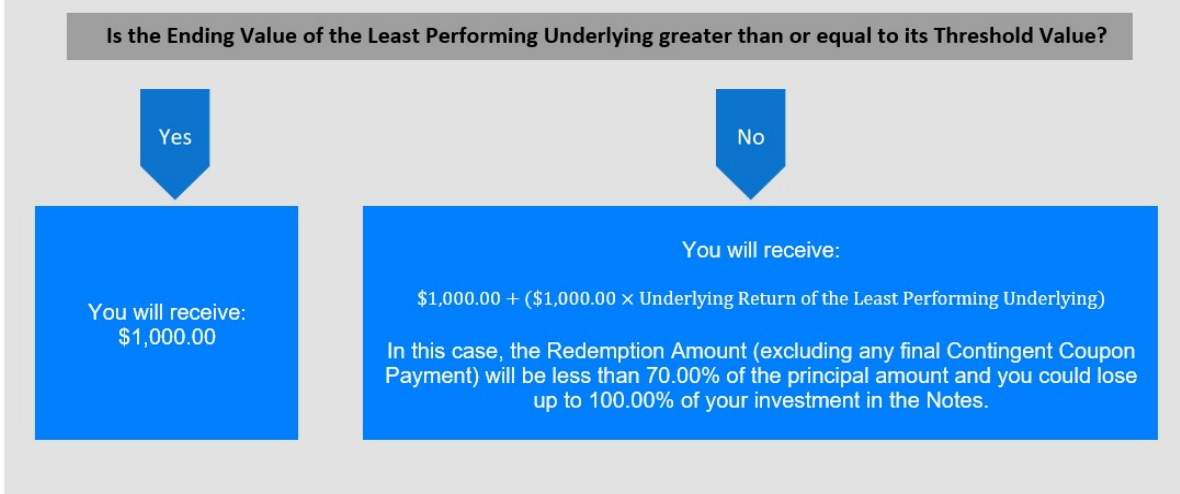 Is the Ending Value of the Least Performing Underlying greater than or equal to its Threshold Value?
Yes
No
You will receive:
$1,000.00
You will receive:
$1,000.00 + ($1,000.00 × Underlying Return of the Least Performing Underlying)
In this case, the Redemption Amount (excluding any final Contingent Coupon
Payment) will be less than 70.00% of the principal amount and you could lose
up to 100.00% of your investment in the Notes.